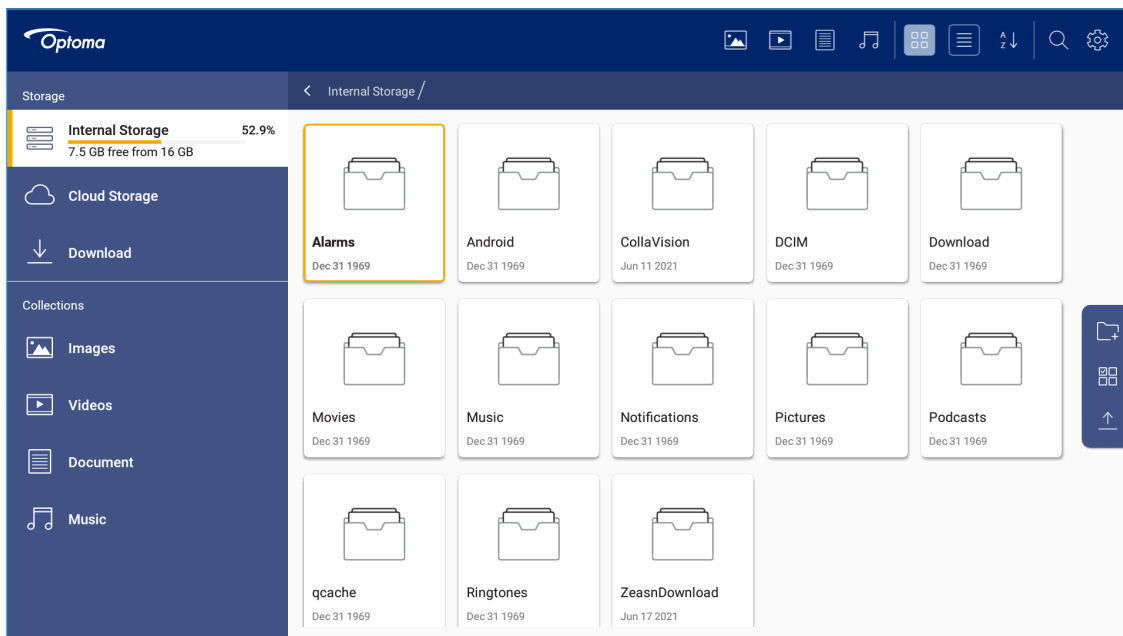 Optoma
A
Z
Storage
Internal Storage 52.9%
7.5 GB free from 16 GB
Cloud Storage
Download
Collections
Images
Videos
Document
Music
Internal Storage /
Alarms
Dec 31 1969
Android
Dec 31 1969
CollaVision
Jun 11 2021
DCIM
Dec 31 1969
Download
Dec 31 1969
Movies
Dec 31 1969
Music
Dec 31 1969
Notifications
Dec 31 1969
Pictures
Dec 31 1969
Podcasts
Dec 31 1969
qcache
Dec 31 1969
Ringtones
Dec 31 1969
ZeasnDownload
Jun 17 2021